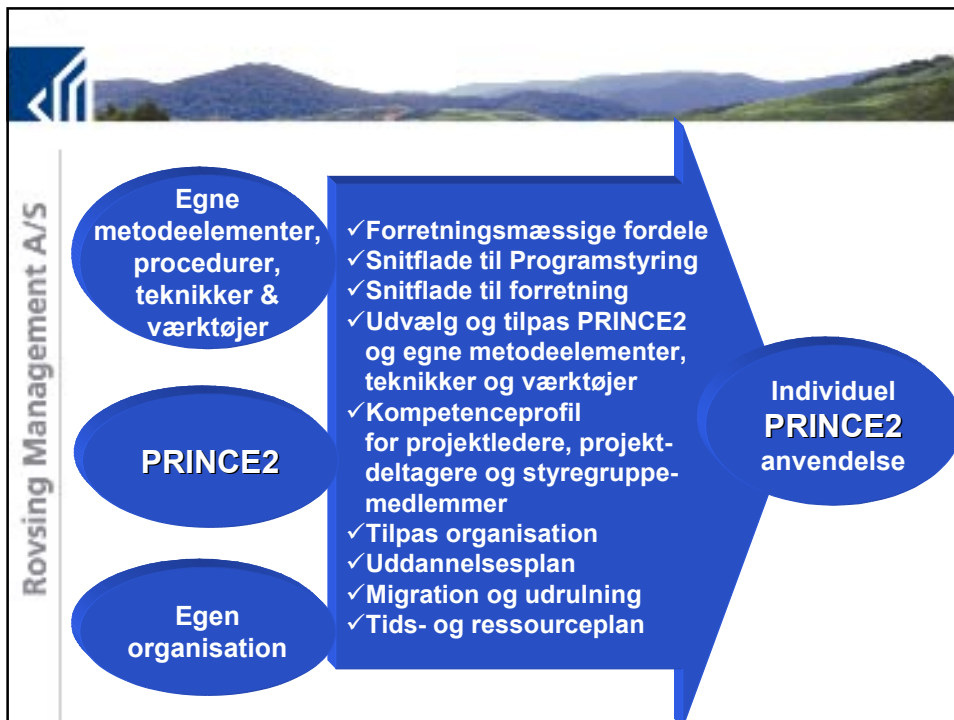 Rovsing Management A/S
Egne
metodeelementer,
procedurer,
teknikker &
værktøjer
PRINCE2
Egen
organisation
✓Forretningsmæssige fordele
✓Snitflade til Programstyring
✓Snitflade til forretning
✓Udvælg og tilpas PRINCE2
og egne metodeelementer,
teknikker og værktøjer
✓Kompetenceprofil
for projektledere, projekt-
deltagere og styregruppe-
medlemmer
✓Tilpas organisation
✓Uddannelsesplan
✓Migration og udrulning
✓Tids- og ressourceplan
Individuel
PRINCE2
anvendelse